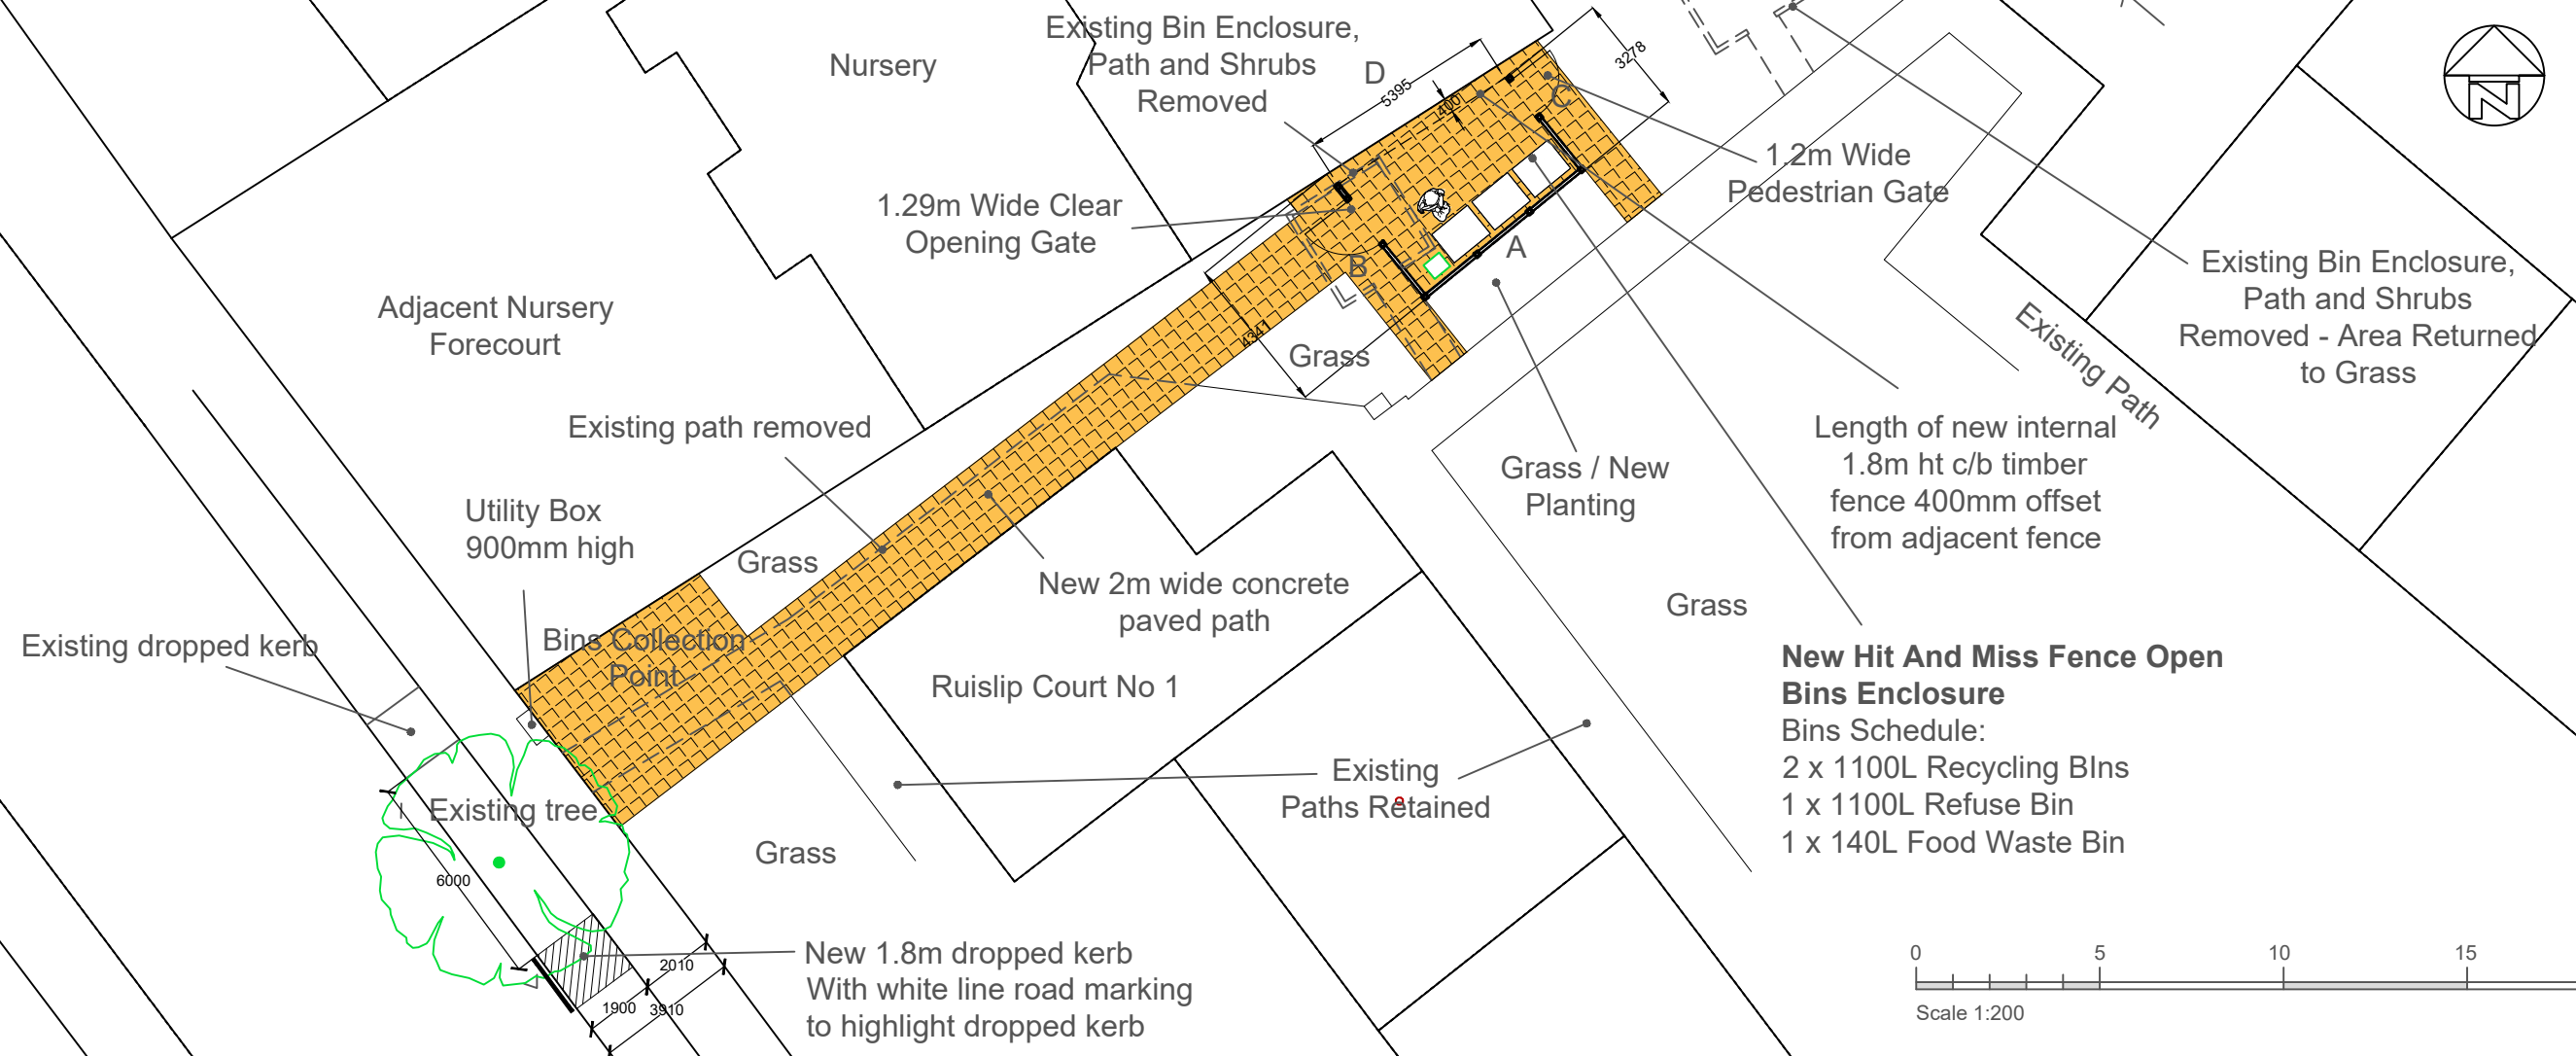 Existing Bin Enclosure,
Path and Shrubs
Removed
Nursery
D
5395
400
3278
C
N
1.2m Wide
Pedestrian Gate
1.29m Wide Clear
Opening Gate
B
A
Existing Bin Enclosure,
Path and Shrubs
Removed - Area Returned
to Grass
Adjacent Nursery
Forecourt
4341
Grass
Existing Path
Existing path removed
Length of new internal
1.8m ht c/b timber
fence 400mm offset
from adjacent fence
Grass / New
Planting
Utility Box
900mm high
Grass
New 2m wide concrete
paved path
Grass
Existing dropped kerb
Bins Collection
Point
Ruislip Court No 1
New Hit And Miss Fence Open
Bins Enclosure
Bins Schedule:
2 x 1100L Recycling BIns
1 x 1100L Refuse Bin
1 x 140L Food Waste Bin
Existing
Paths Retained
Existing tree
Grass
6000
New 1.8m dropped kerb
With white line road marking
to highlight dropped kerb
2010
1900
3910
0 5 10 15
Scale 1:200